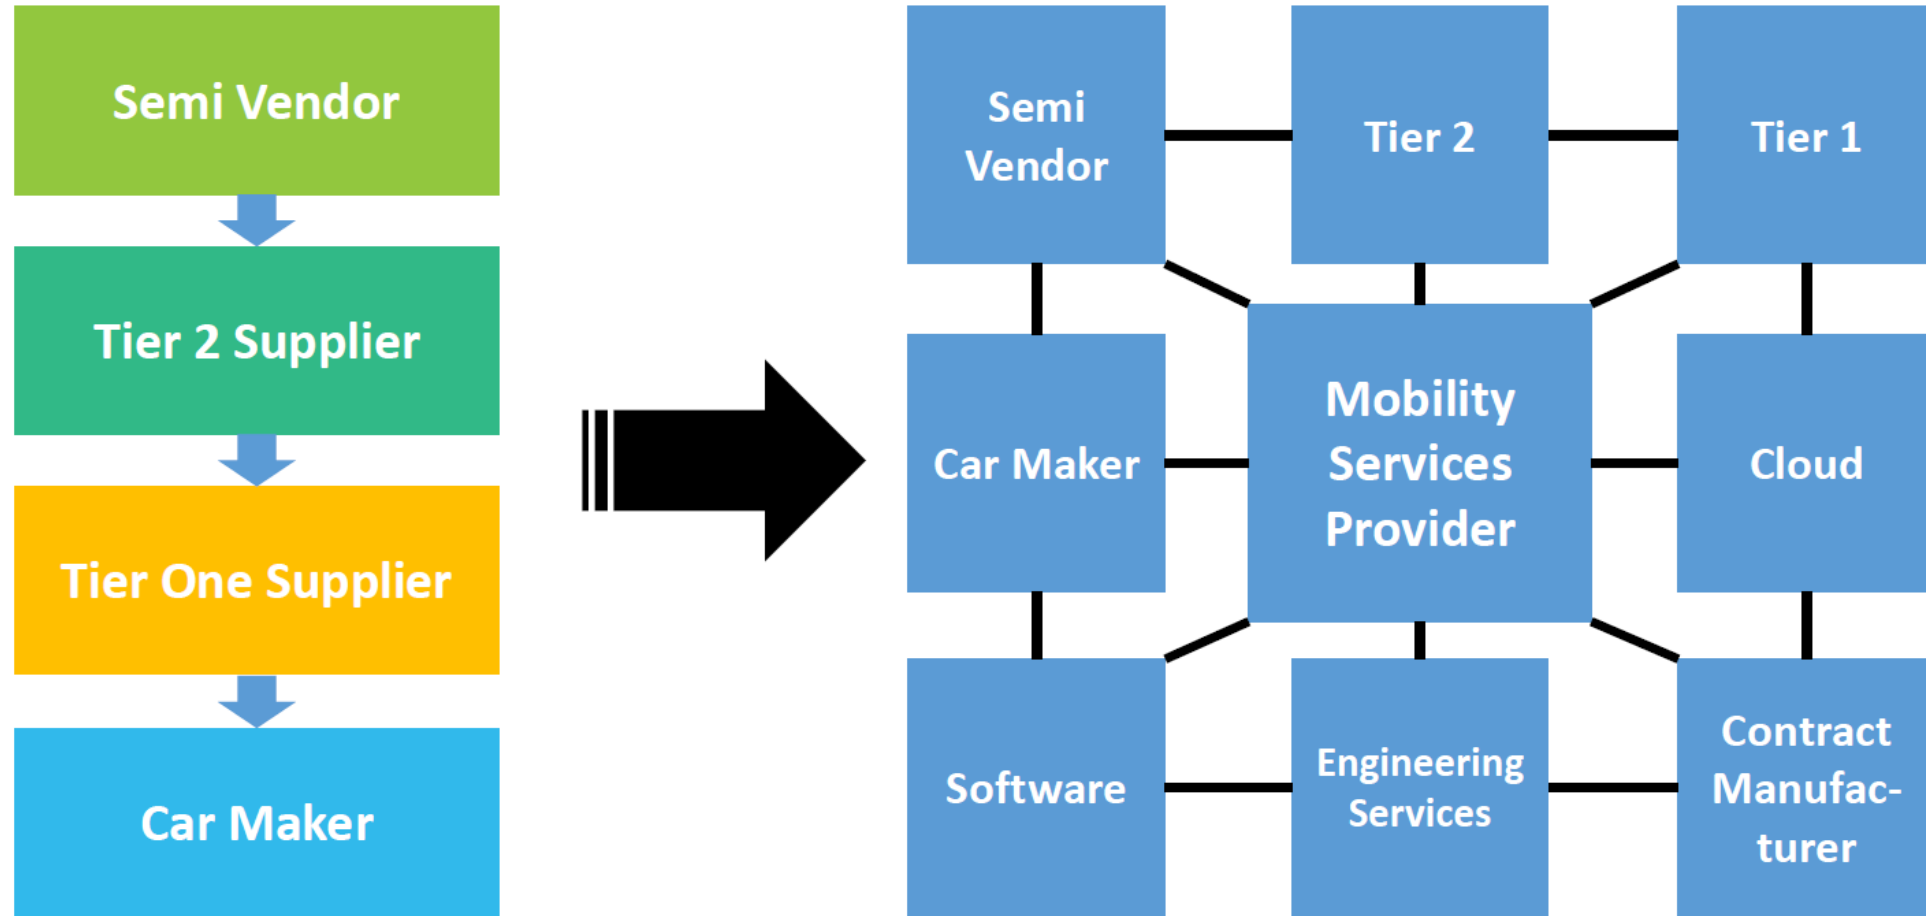 Semi Vendor
Tier 2 Supplier
Tier One Supplier
Car Maker
Semi
Vendor
Tier 2
Tier 1
Car Maker
Mobility
Services
Provider
Cloud
Software
Engineering
Services
Contract
Manufac-
turer